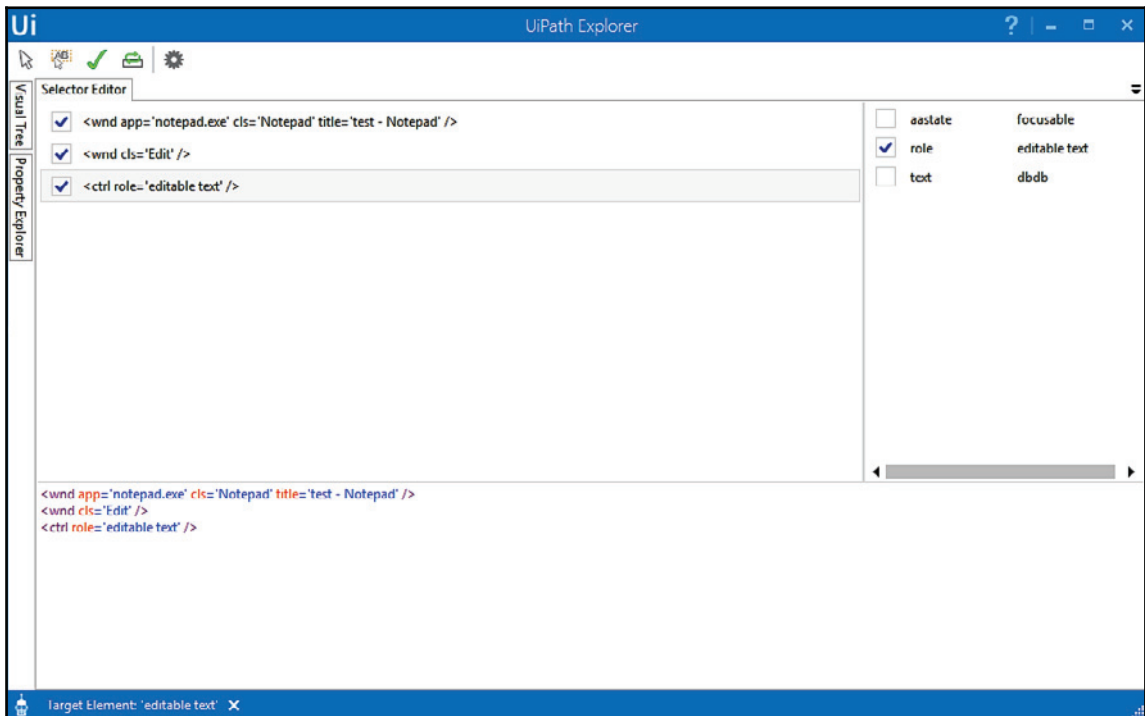 Ui
UiPath Explorer
?
AB
Selector Editor
Visual Tree
Property Explorer
<wnd app='notepad.exe' cls='Notepad' title='test - Notepad' />
<wnd cls='Edit' />
<ctrl role='editable text' />
aastate focusable
role editable text
text dbdb
<wnd app='notepad.exe' cls='Notepad' title='test - Notepad' />
<wnd cls='Edit' />
<ctrl role='editable text' />
Target Element: 'editable text' X